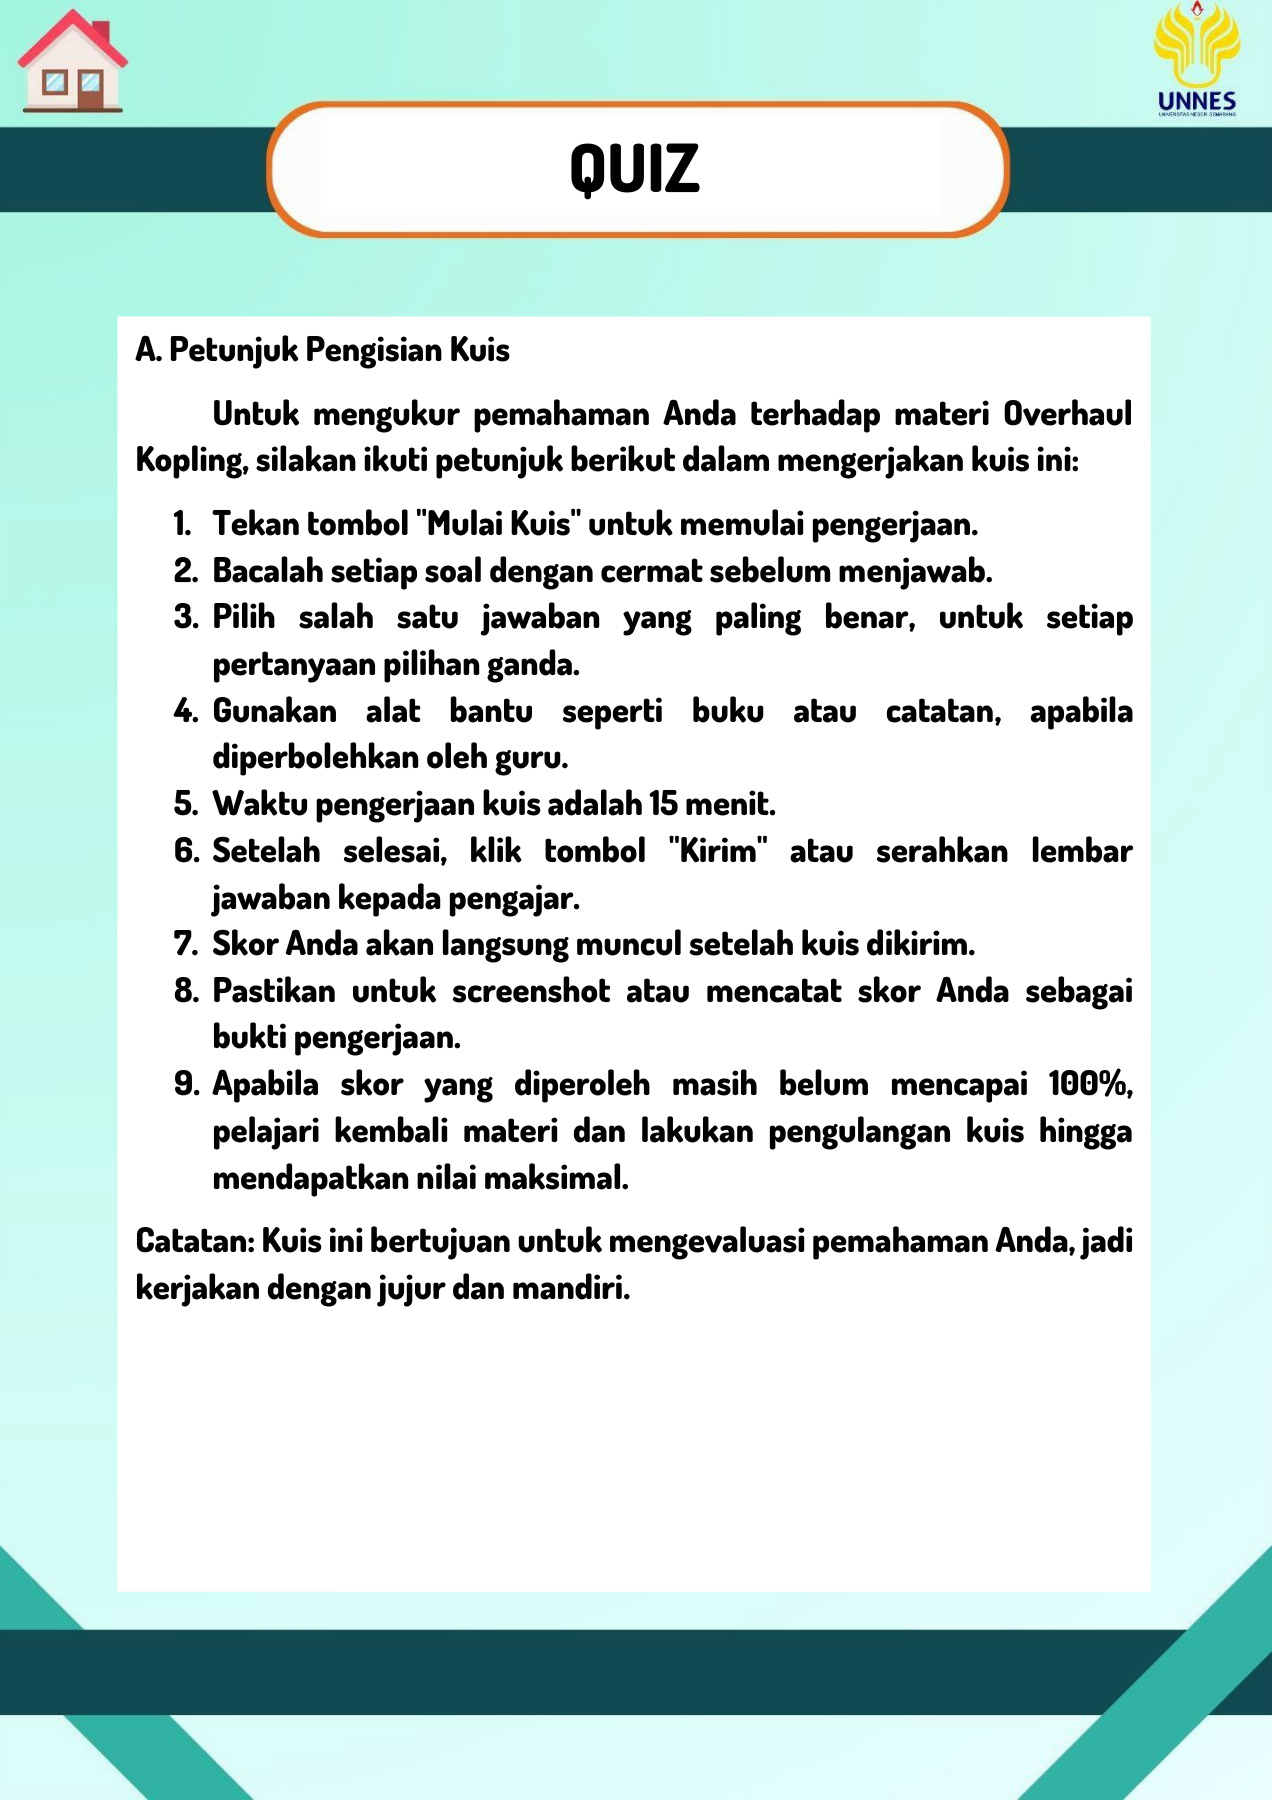 UNNES
UNIVERSITAS NEGERI SEMARANG
QUIZ
A. Petunjuk Pengisian Kuis
Untuk mengukur pemahaman Anda terhadap materi Overhaul
Kopling, silakan ikuti petunjuk berikut dalam mengerjakan kuis ini:
1. Tekan tombol "Mulai Kuis" untuk memulai pengerjaan.
2. Bacalah setiap soal dengan cermat sebelum menjawab.
3. Pilih salah satu jawaban yang paling benar, untuk setiap
pertanyaan pilihan ganda.
4. Gunakan alat bantu seperti buku atau catatan, apabila
diperbolehkan oleh guru.
5. Waktu pengerjaan kuis adalah 15 menit.
6. Setelah selesai, klik tombol "Kirim" atau serahkan lembar
jawaban kepada pengajar.
7. Skor Anda akan langsung muncul setelah kuis dikirim.
8. Pastikan untuk screenshot atau mencatat skor Anda sebagai
bukti pengerjaan.
9. Apabila skor yang diperoleh masih belum mencapai 100%,
pelajari kembali materi dan lakukan pengulangan kuis hingga
mendapatkan nilai maksimal.
Catatan: Kuis ini bertujuan untuk mengevaluasi pemahaman Anda, jadi
kerjakan dengan jujur dan mandiri.